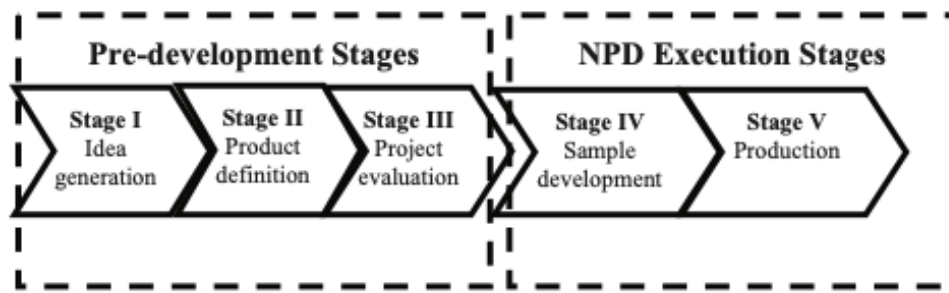 Pre-development Stages
NPD Execution Stages
Stage I
Idea
generation
Stage II
Product
definition
Stage III
Project
evaluation
Stage IV
Sample
development
Stage V
Production